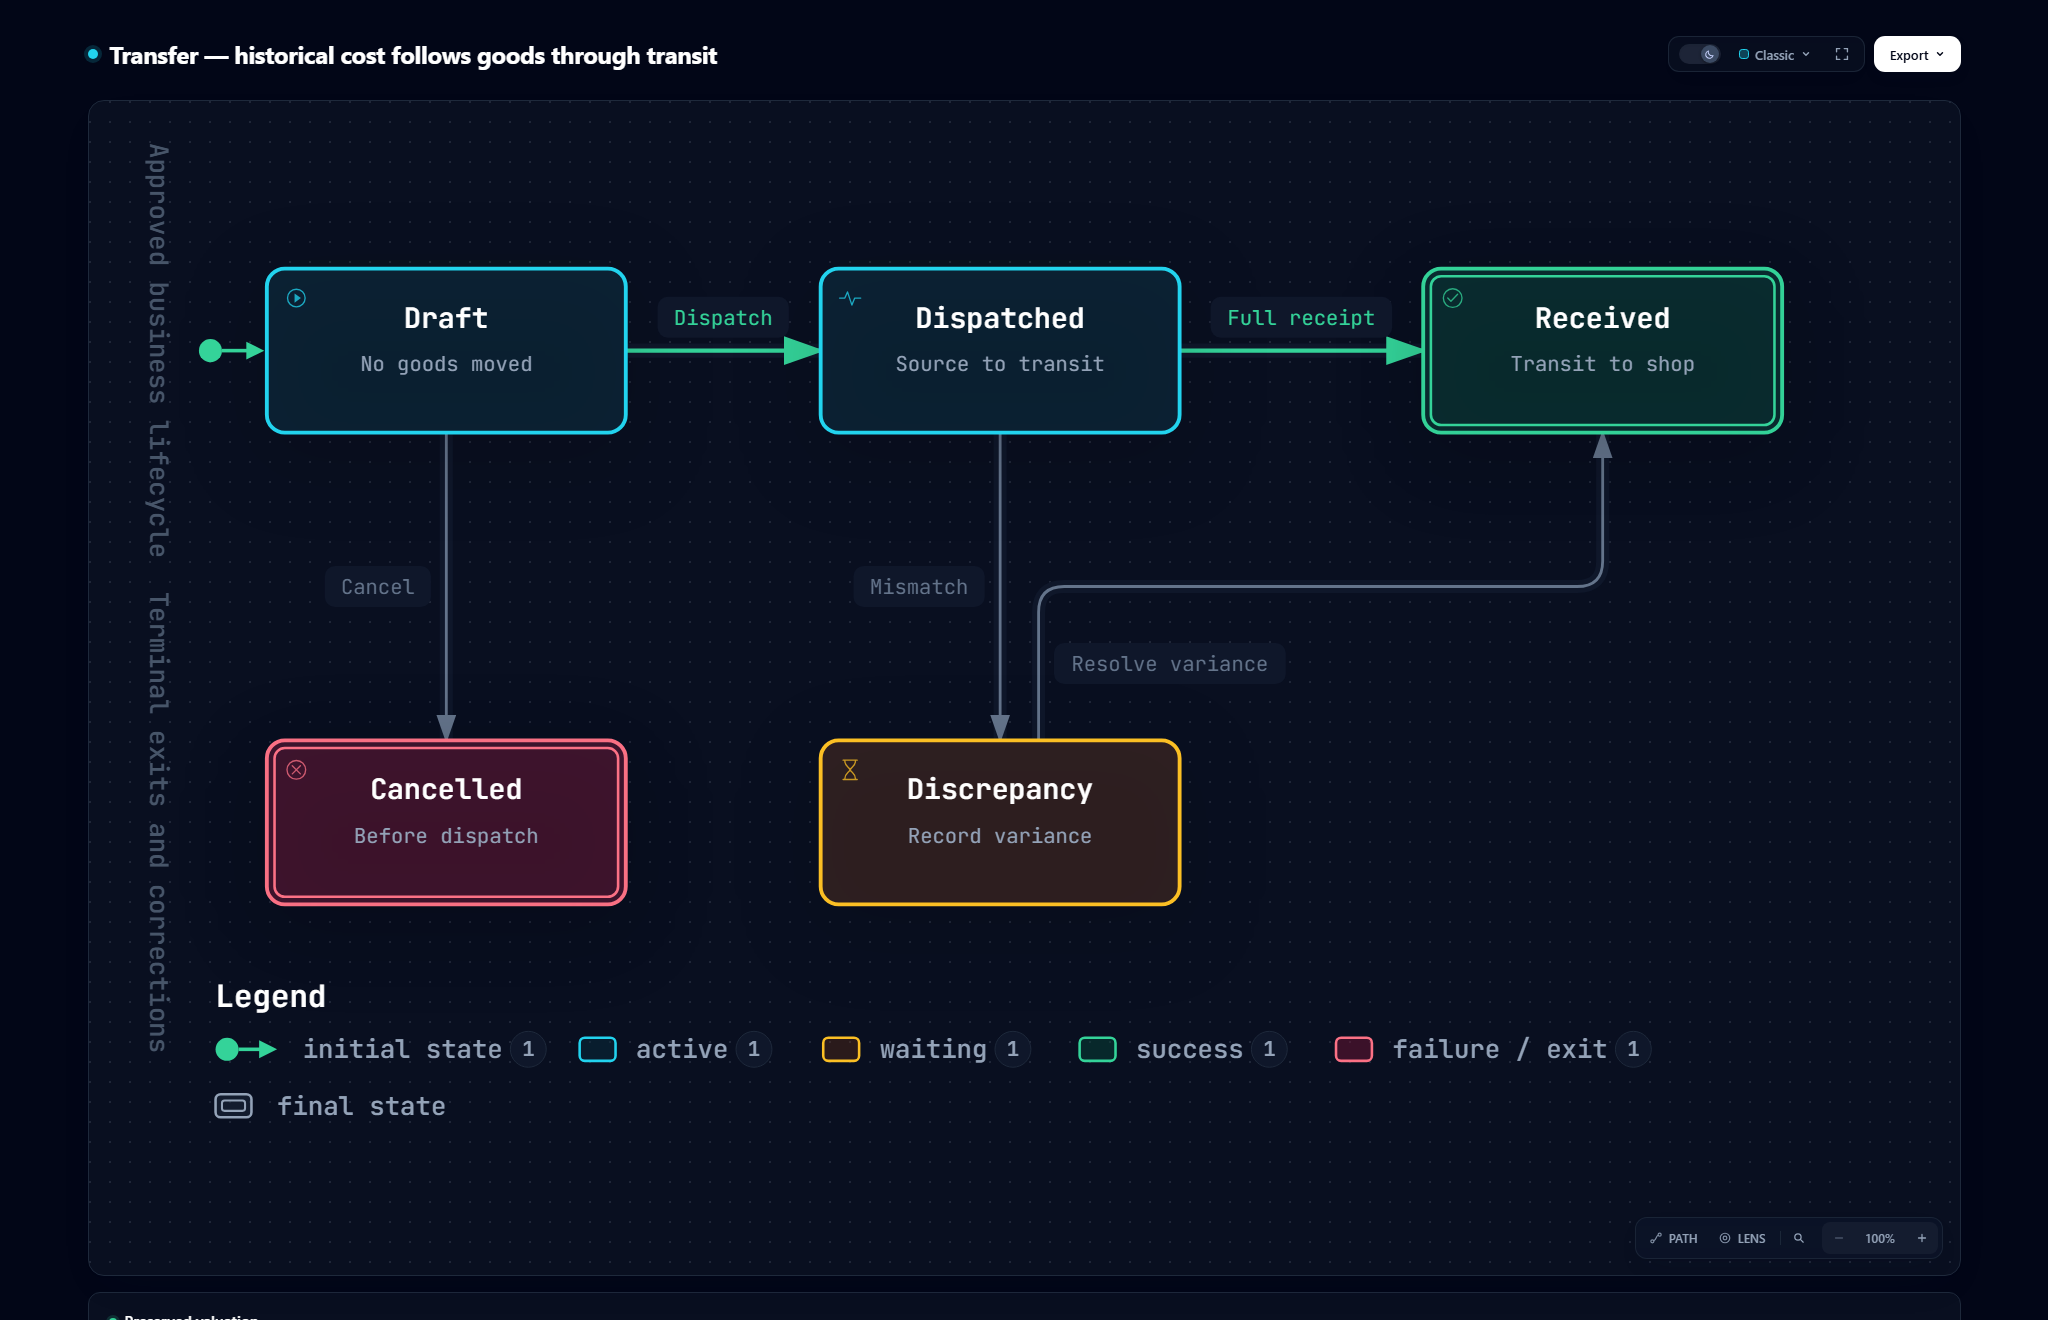 Transfer — historical cost follows goods through transit
Classic
Export
Approved business lifecycle
Terminal exits and corrections
Draft
No goods moved
Dispatch
Dispatched
Source to transit
Full receipt
Received
Transit to shop
Cancel
Mismatch
Resolve variance
Cancelled
Before dispatch
Discrepancy
Record variance
Legend
initial state 1
active 1
waiting 1
success 1
failure / exit 1
final state
PATH
LENS
− 100% +
Preserved valuation